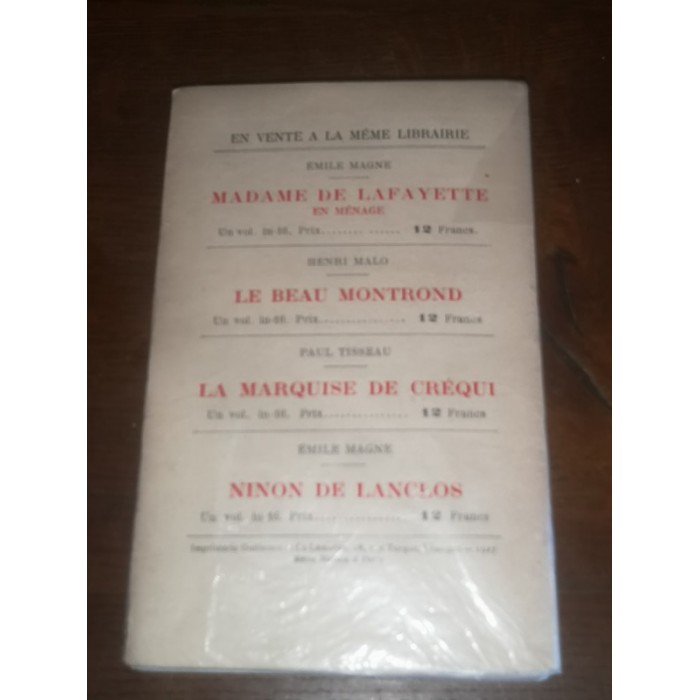 EN VENTE A LA MÊME LIBRAIRIE
ÉMILE MAGNE
MADAME DE LAFAYETTE
EN MÉNAGE
Un vol. in-16. Prix........ ...... 12 Francs.
HENRI MALO
LE BEAU MONTROND
Un vol. in-16. Prix................ 12 Francs
PAUL TISSEAU
LA MARQUISE DE CRÉQUI
Un vol. in-16. Prix................ 12 Francs
ÉMILE MAGNE
NINON DE LANCLOS
Un vol in 16. Prix................ 12 Francs
Imprimerie